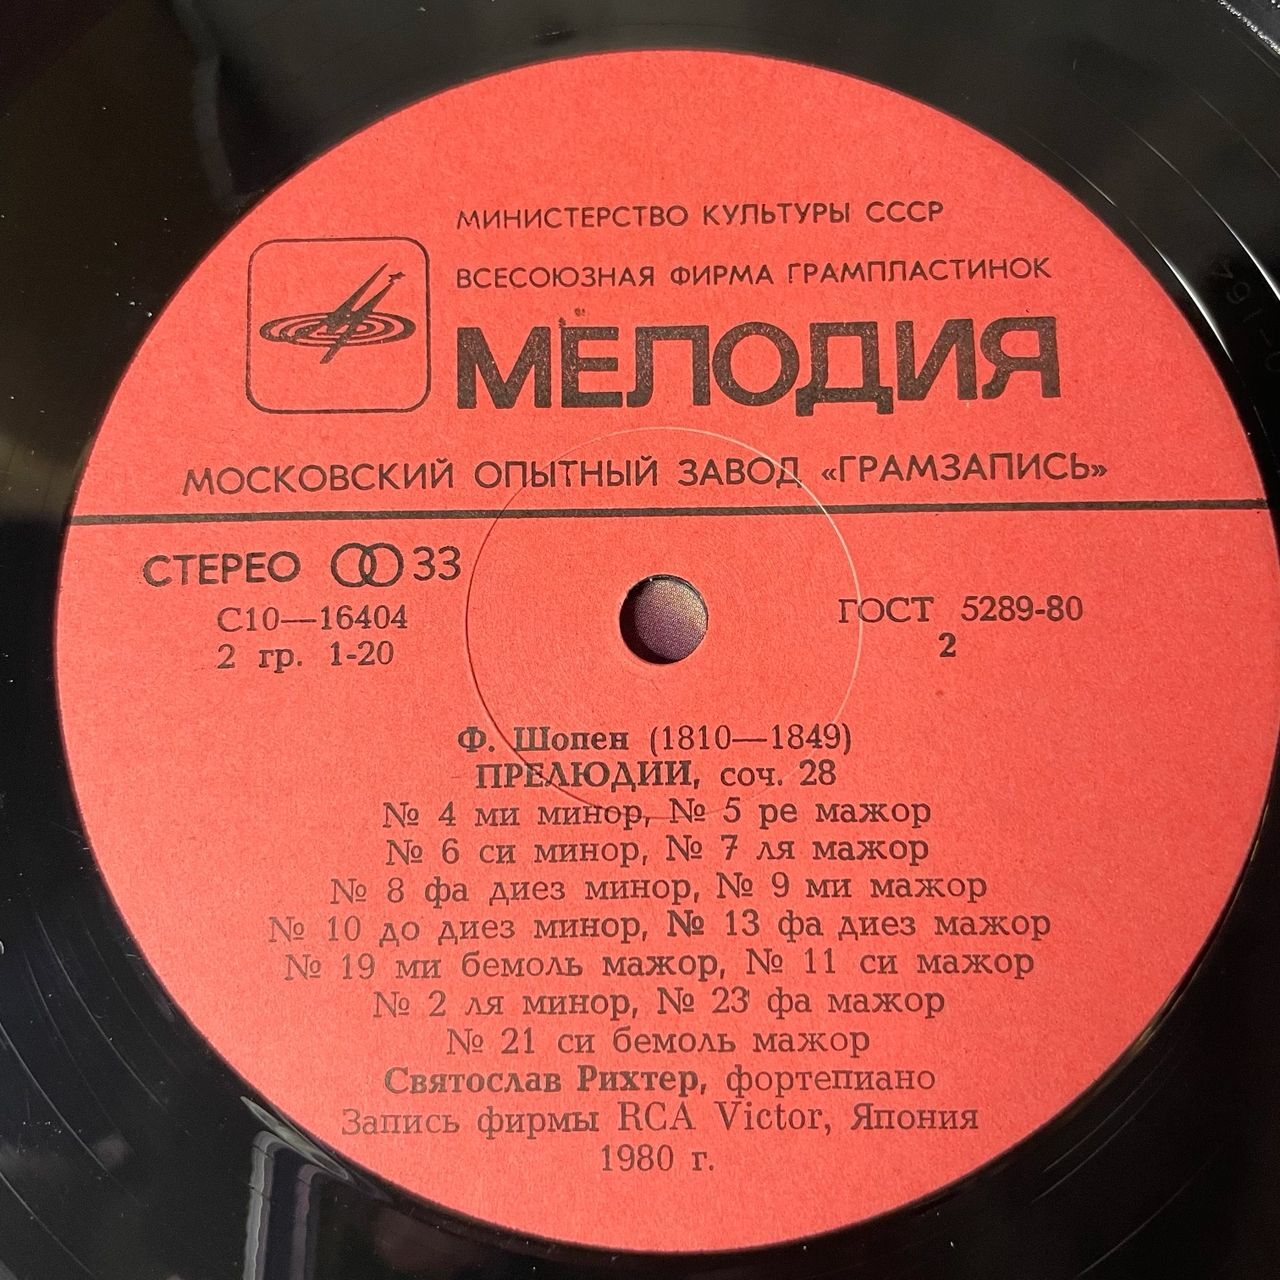 МИНИСТЕРСТВО КУЛЬТУРЫ СССР
ВСЕСОЮЗНАЯ ФИРМА ГРАМПЛАСТИНОК
МЕЛОДИЯ
МОСКОВСКИЙ ОПЫТНЫЙ ЗАВОД «ГРАМЗАПИСЬ»
СТЕРЕО 33
С10—16404
2 гр. 1-20
ГОСТ 5289-80
2
Ф. Шопен (1810—1849)
ПРЕЛЮДИИ, соч. 28
№ 4 ми минор, № 5 ре мажор
№ 6 си минор, № 7 ля мажор
№ 8 фа диез минор, № 9 ми мажор
№ 10 до диез минор, № 13 фа диез мажор
№ 19 ми бемоль мажор, № 11 си мажор
№ 2 ля минор, № 23 фа мажор
№ 21 си бемоль мажор
Святослав Рихтер, фортепиано
Запись фирмы RCA Victor, Япония
1980 г.